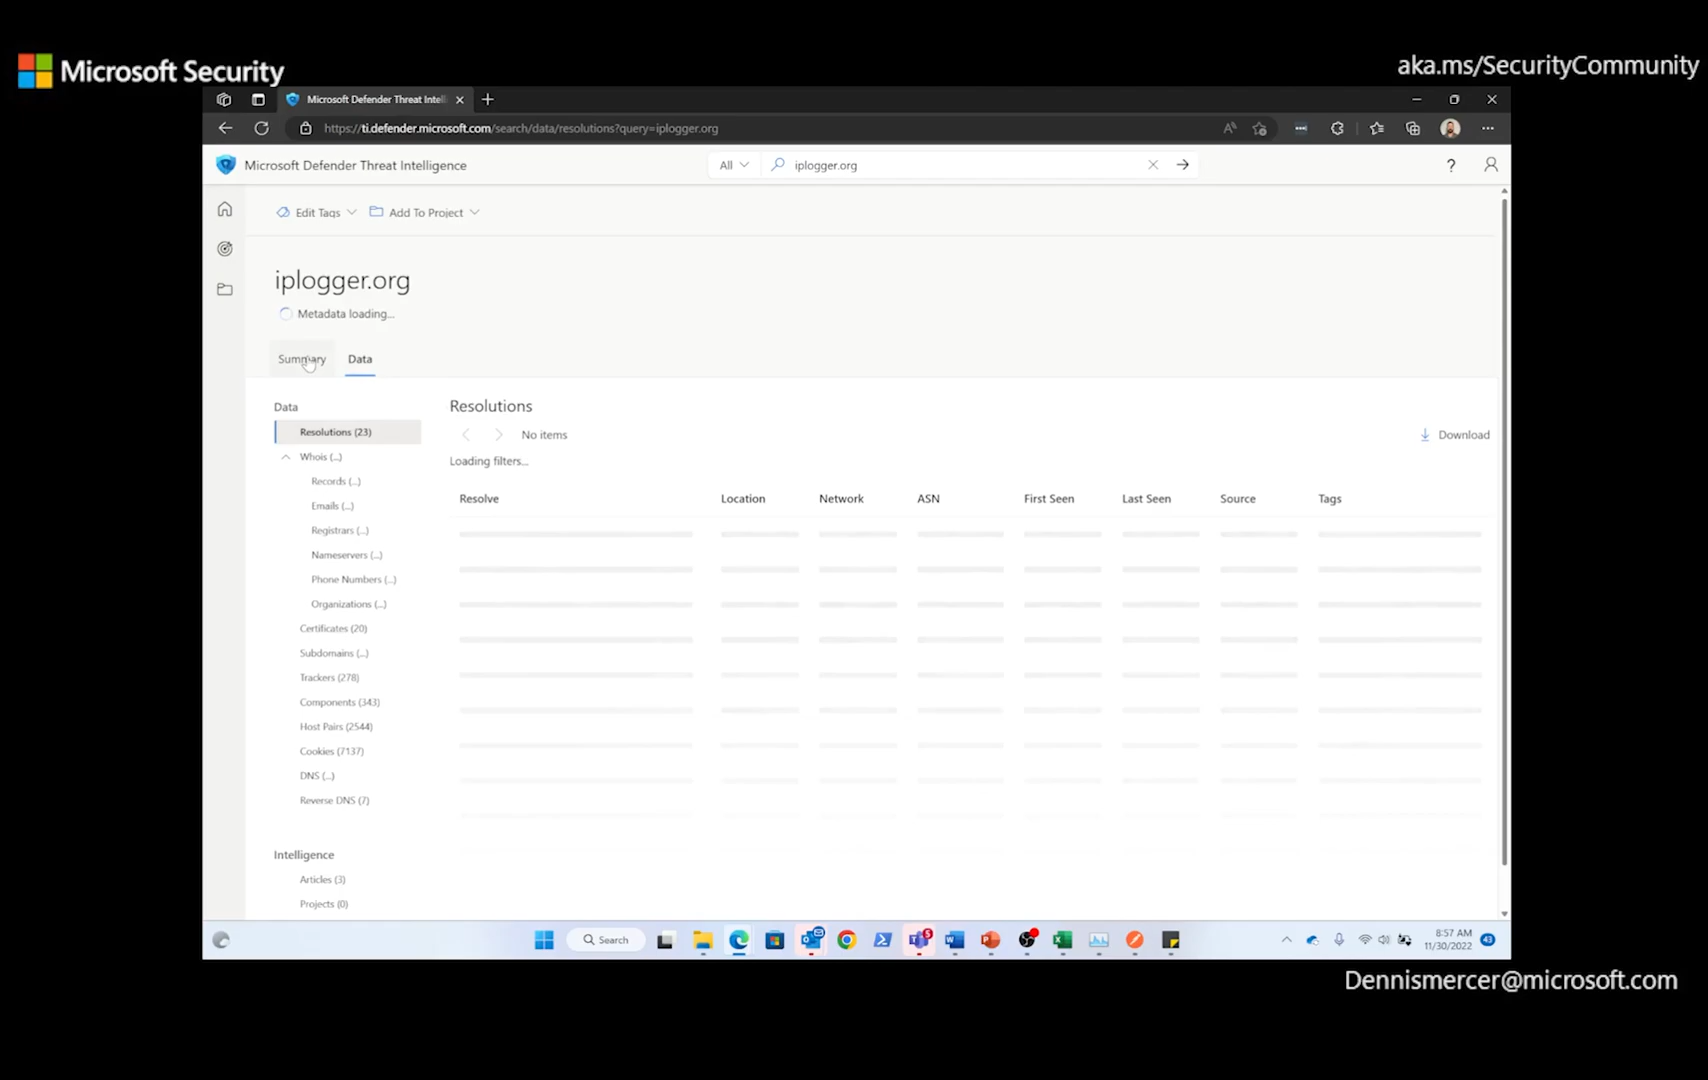 Microsoft Security
aka.ms/SecurityCommunity
Microsoft Defender Threat Intell
https://ti.defender.microsoft.com/search/data/resolutions?query=iplogger.org
Microsoft Defender Threat Intelligence
All
iplogger.org
?
Edit Tags
Add To Project
iplogger.org
Metadata loading...
Summary
Data
Data
Resolutions (23)
Whois (...)
Records (...)
Emails (...)
Registrars (...)
Nameservers (...)
Phone Numbers (...)
Organizations (...)
Certificates (20)
Subdomains (...)
Trackers (278)
Components (343)
Host Pairs (2544)
Cookies (7137)
DNS (...)
Reverse DNS (7)
Intelligence
Articles (3)
Projects (0)
Resolutions
No items
Download
Loading filters...
Resolve Location Network ASN First Seen Last Seen Source Tags
Search
5
8:57 AM
11/30/2022
43
Dennismercer@microsoft.com